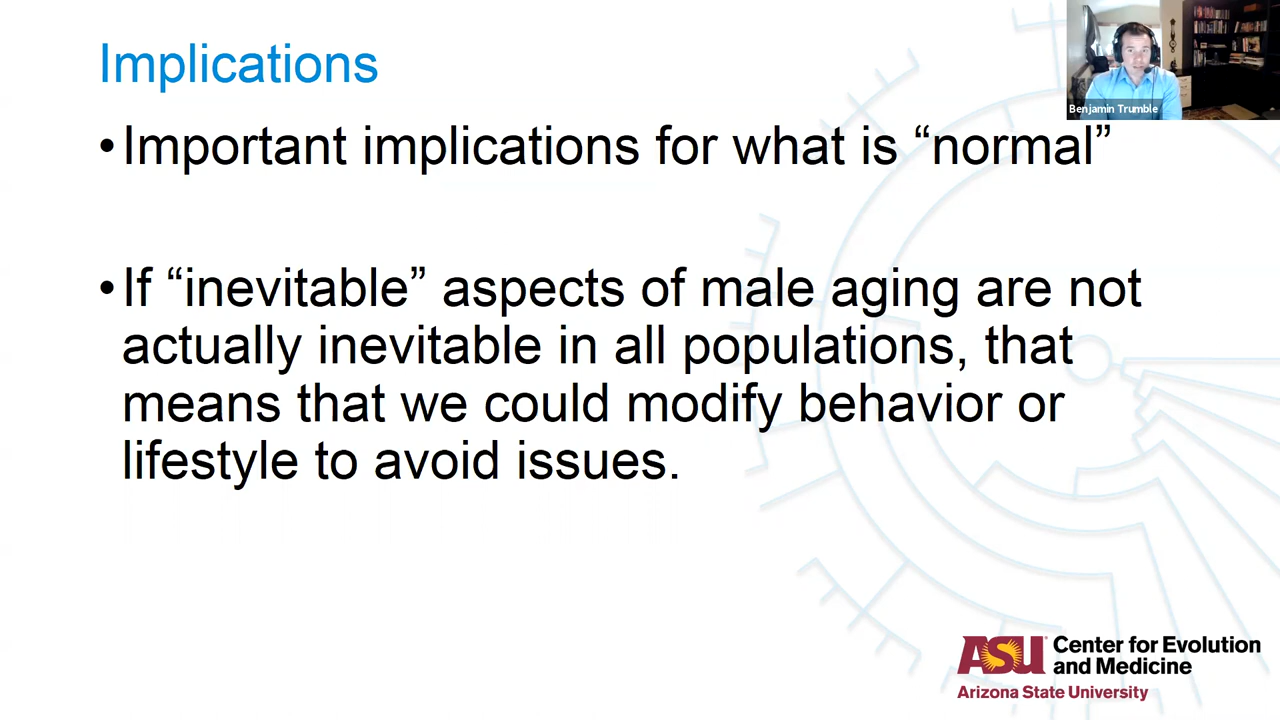 Implications
•Important implications for what is “normal”
•If “inevitable” aspects of male aging are not
actually inevitable in all populations, that
means that we could modify behavior or
lifestyle to avoid issues.
Benjamin Trumble
ASU Center for Evolution
and Medicine
Arizona State University